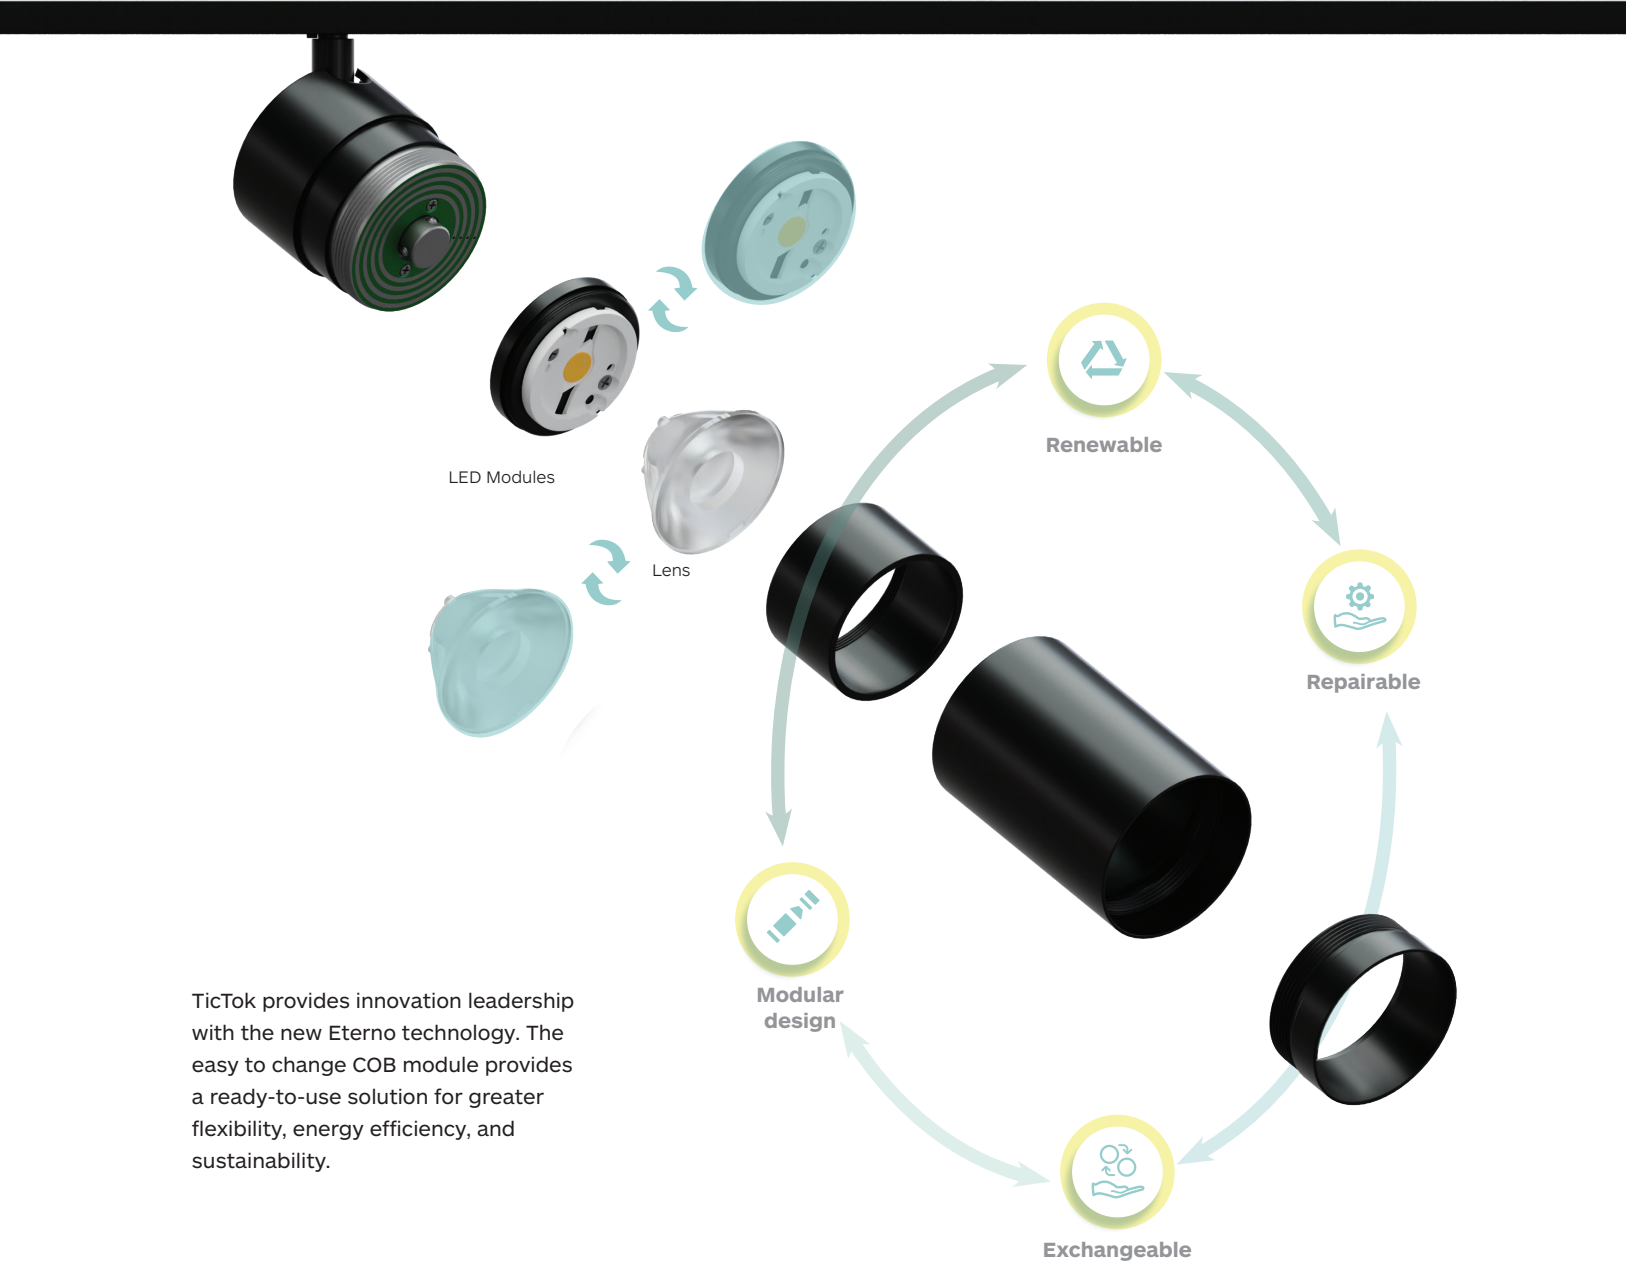 LED Modules
Lens
Renewable
Repairable
Modular
design
Exchangeable
TicTok provides innovation leadership
with the new Eterno technology. The
easy to change COB module provides
a ready-to-use solution for greater
flexibility, energy efficiency, and
sustainability.